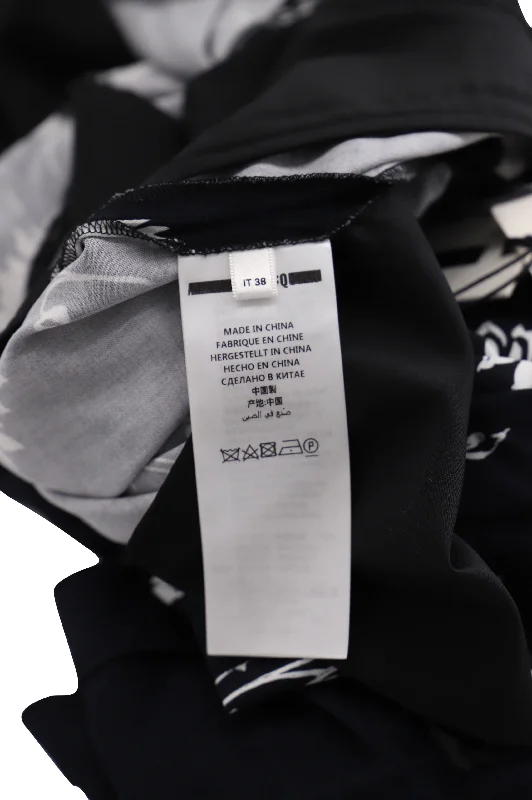 IT 38
Q
MADE IN CHINA
FABRIQUE EN CHINE
HERGESTELLT IN CHINA
HECHO EN CHINA
СДЕЛАНО В КИТАЕ
中国製
产地:中国
صنع في الصين
P